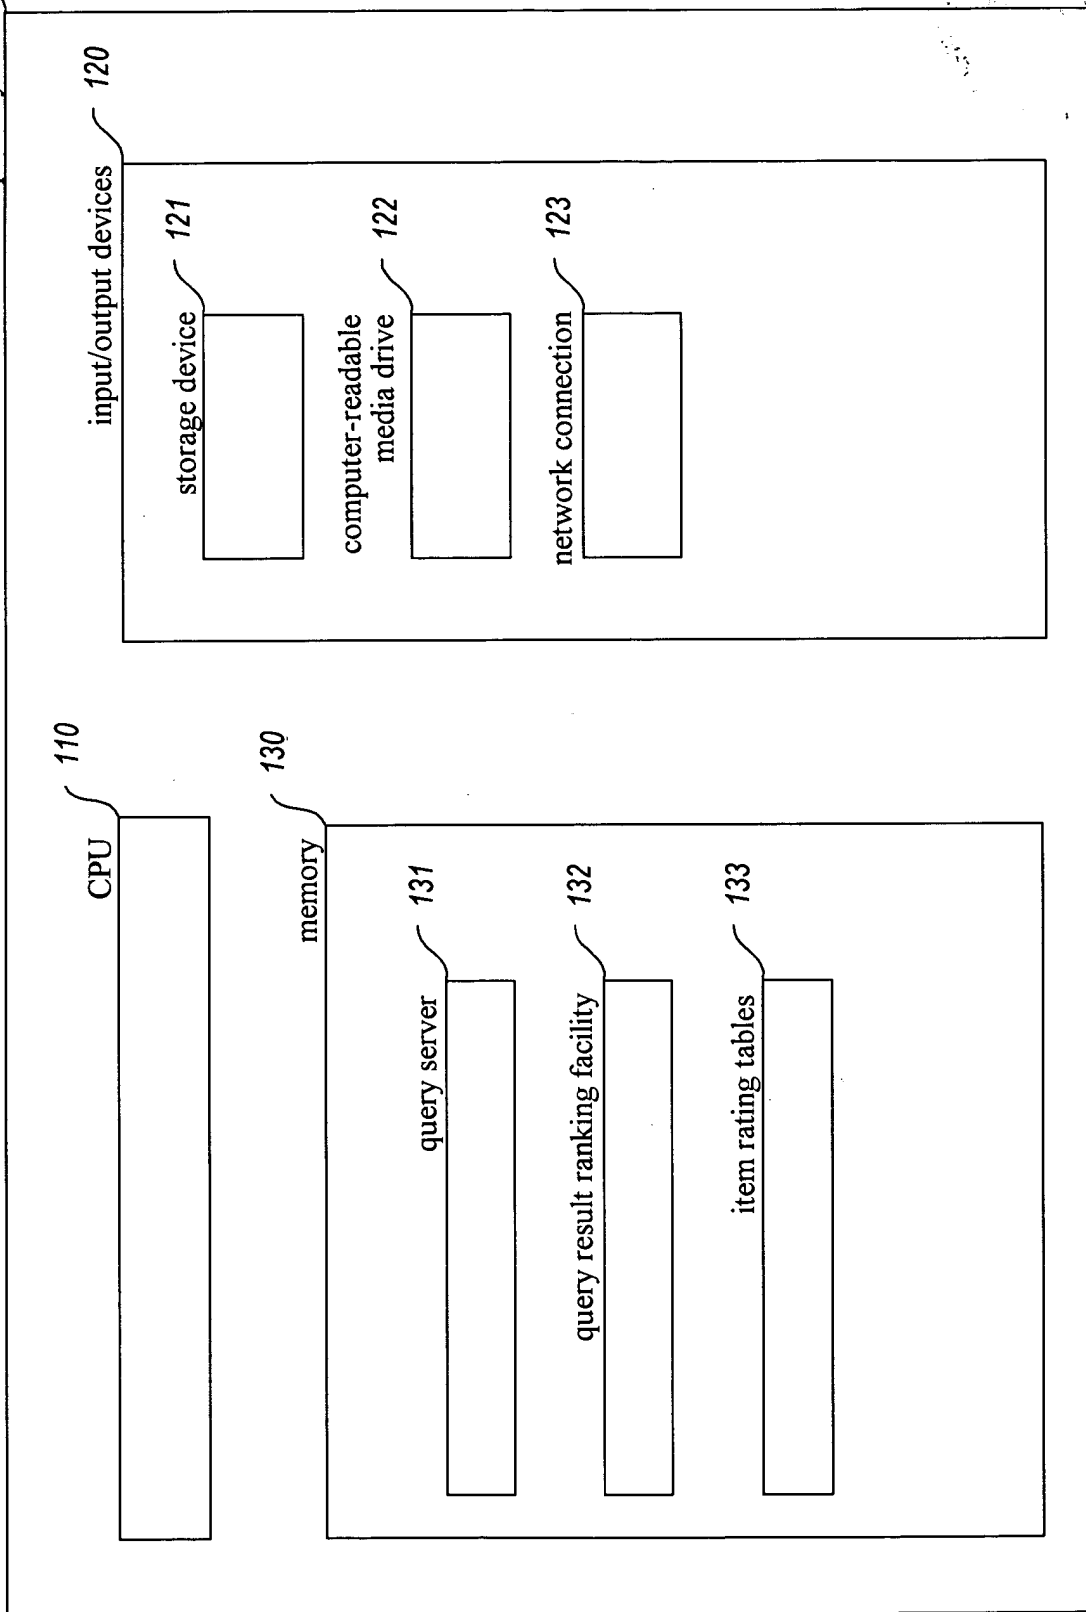 CPU
110
memory
130
query server
131
query result ranking facility
132
item rating tables
133
input/output devices
120
storage device
121
computer-readable
media drive
122
network connection
123